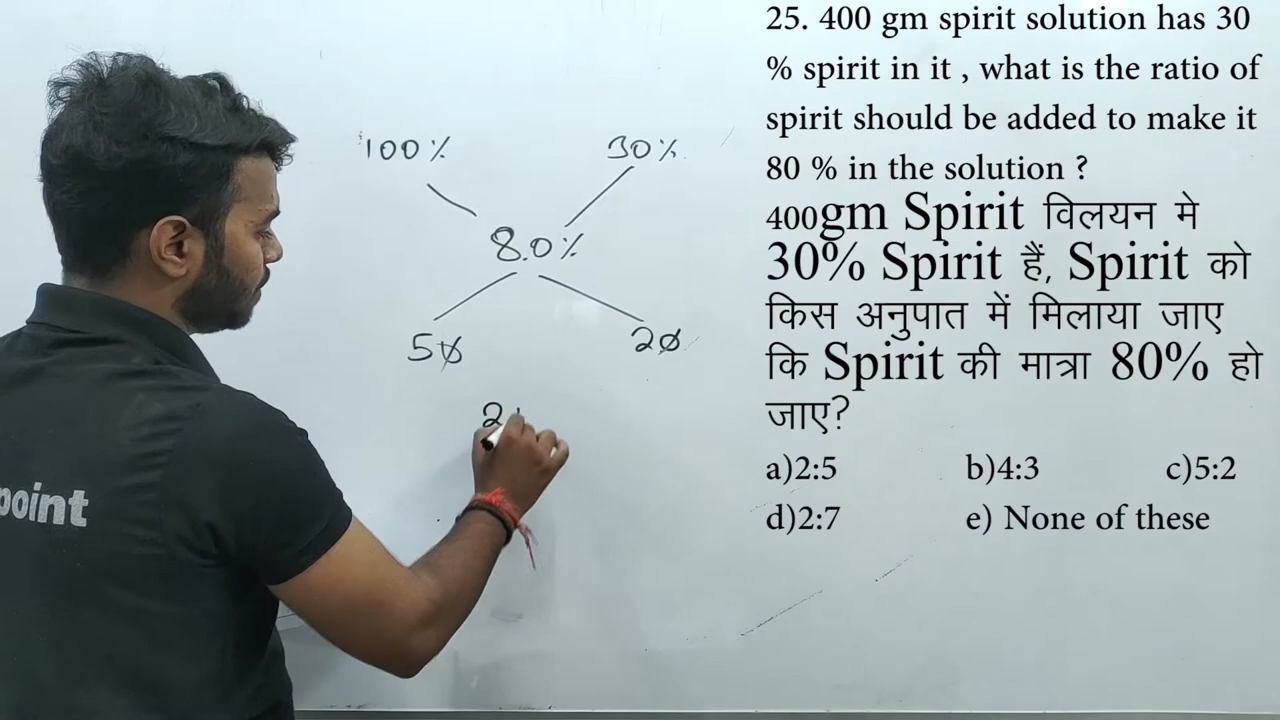 25. 400 gm spirit solution has 30
% spirit in it , what is the ratio of
spirit should be added to make it
80 % in the solution ?
400gm Spirit विलयन मे
30% Spirit हैं, Spirit को
किस अनुपात में मिलाया जाए
कि Spirit की मात्रा 80% हो
जाए?
a)2:5 b)4:3 c)5:2
d)2:7 e) None of these
100% 30%
80%
50 20
2
point